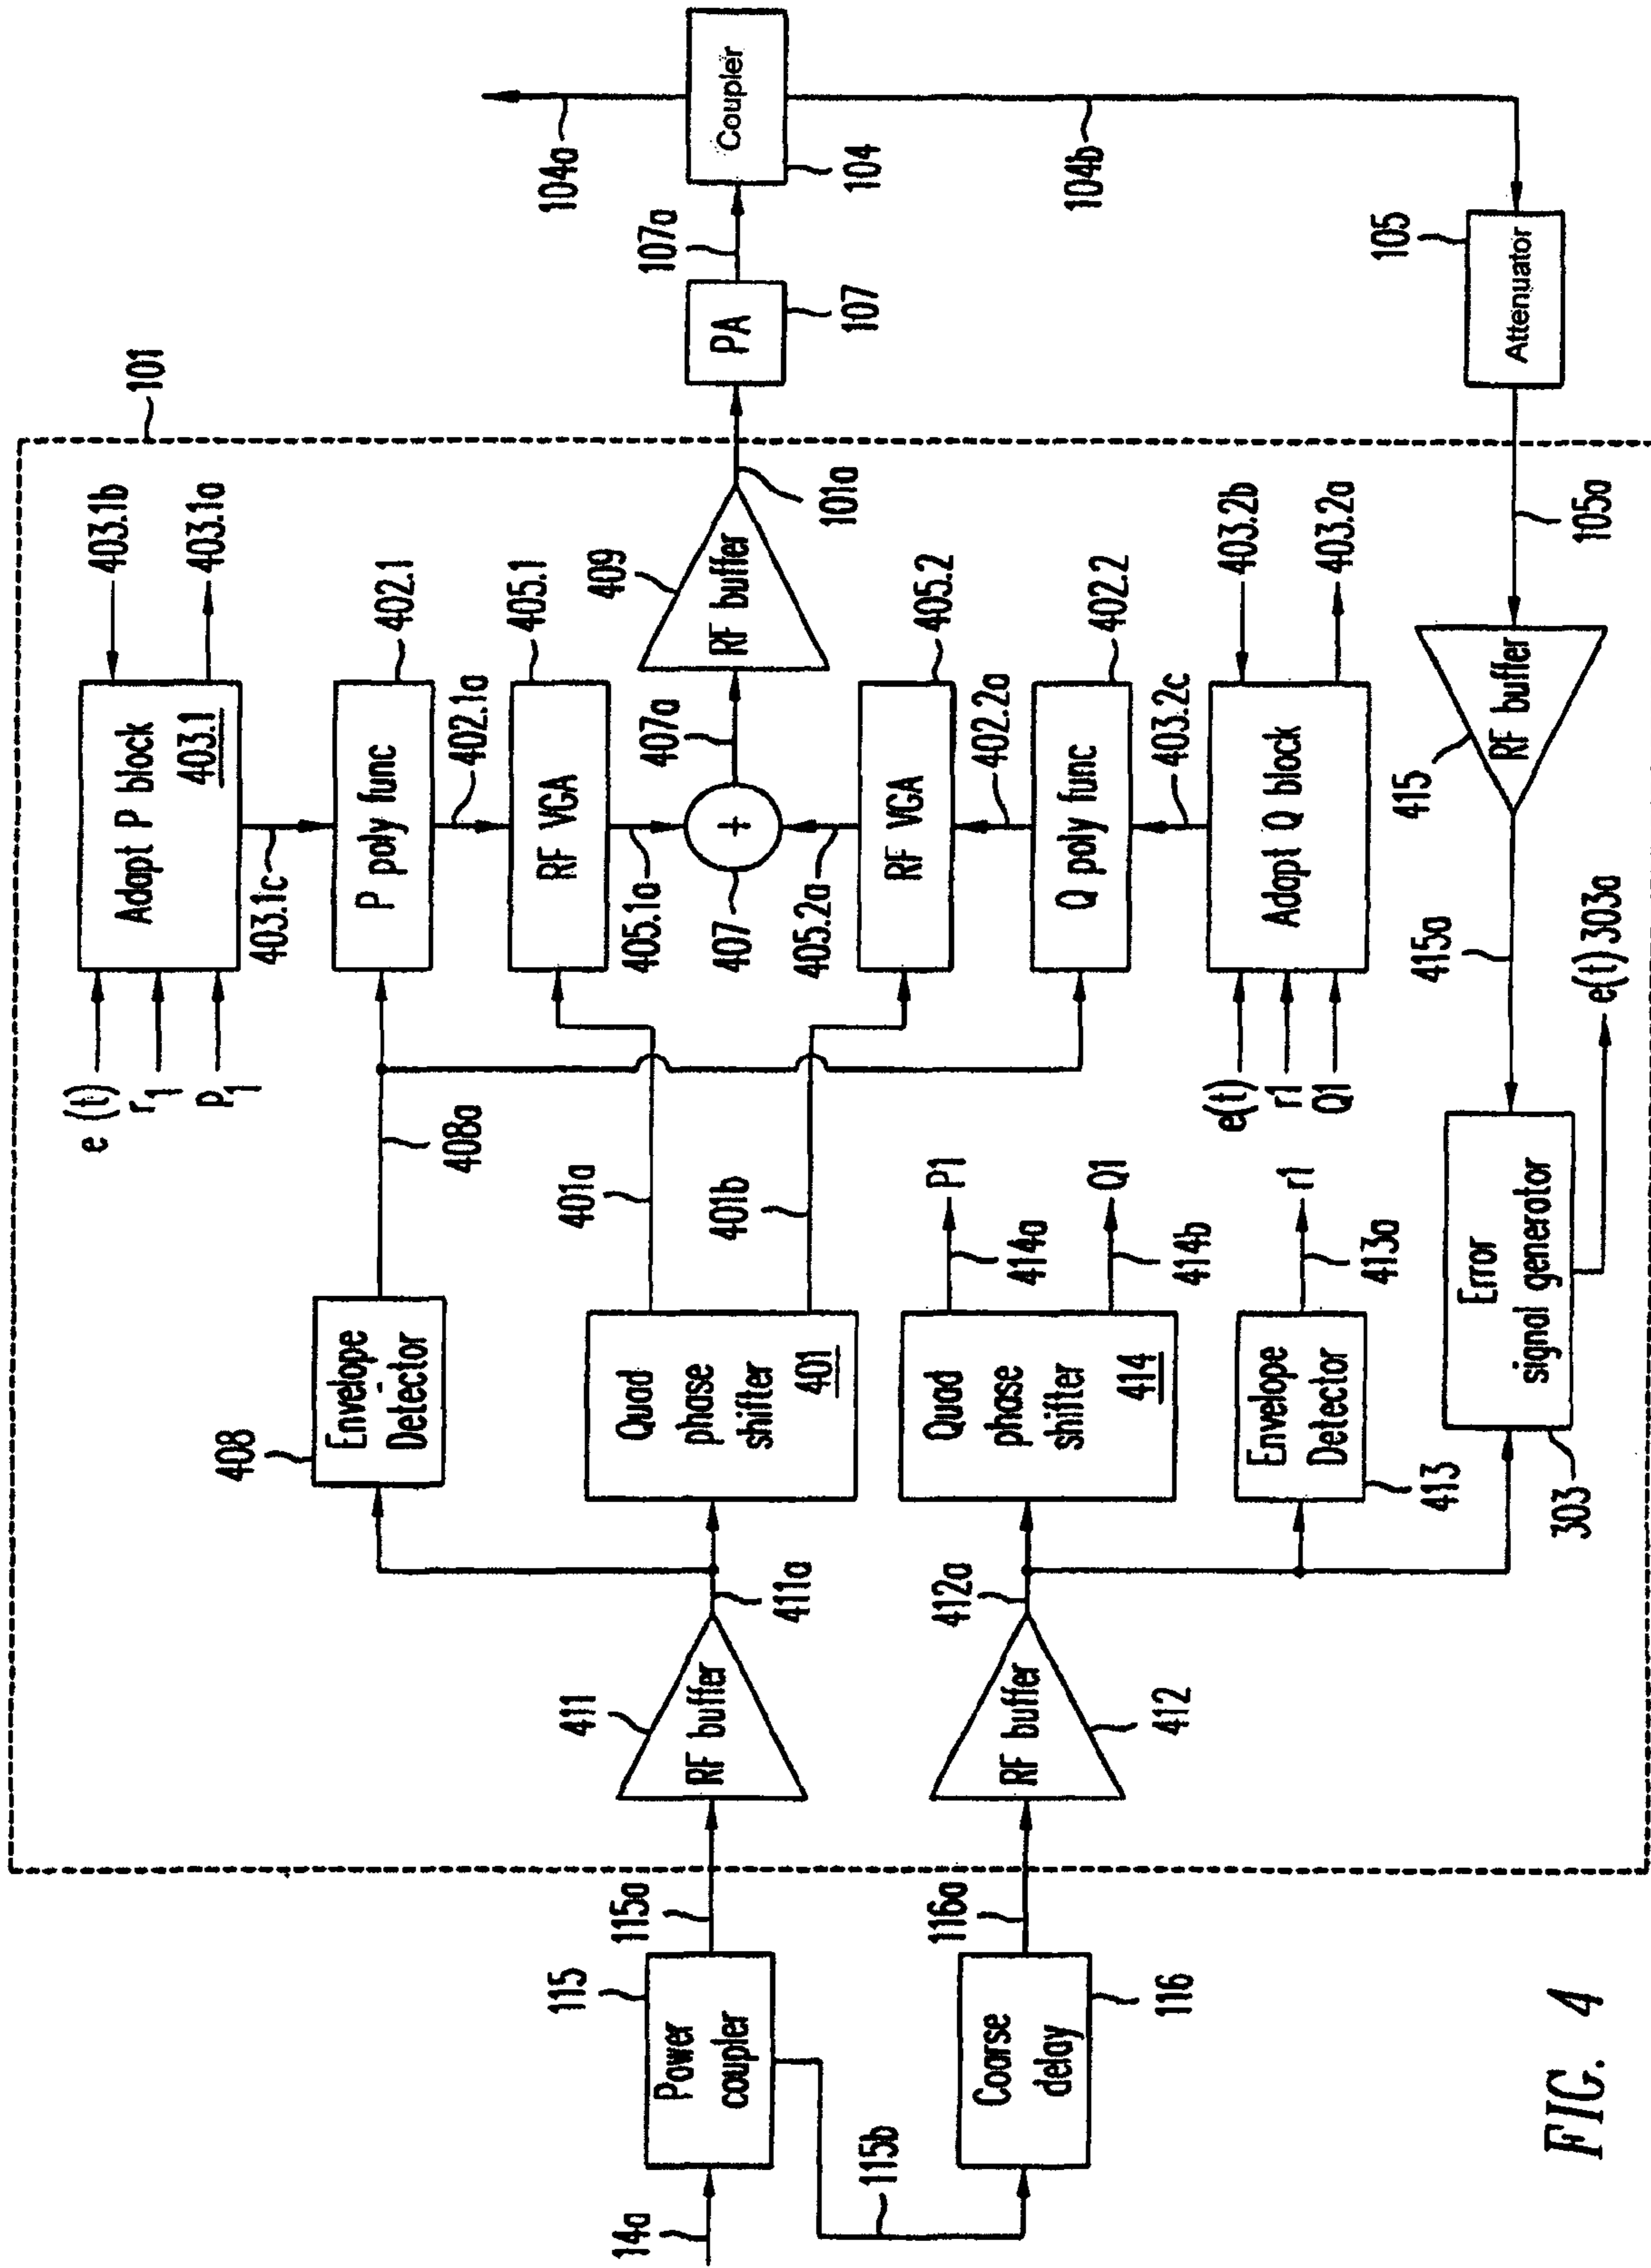 101
Adapt P block
403.1
403.1b
403.1a
e (t)
r1
p1
403.1c
P poly func
402.1
402.1a
RF VGA
405.1
405.1a
+
407
407a
RF buffer
409
101a
PA
107
107a
Coupler
104
104a
104b
Attenuator
105
105a
RF VGA
405.2
405.2a
402.2a
Q poly func
402.2
403.2c
Adapt Q block
403.2b
403.2a
e(t)
r1
Q1
RF buffer
415
415a
Error
signal generator
303
e(t) 303a
Envelope
Detector
408
408a
Quad
phase
shifter
401
401a
401b
Quad
phase
shifter
414
414a
P1
414b
Q1
Envelope
Detector
413
413a
r1
RF buffer
411
411a
RF buffer
412
412a
Power
coupler
115
115a
115b
14a
Coarse
delay
116
116a
FIG. 4